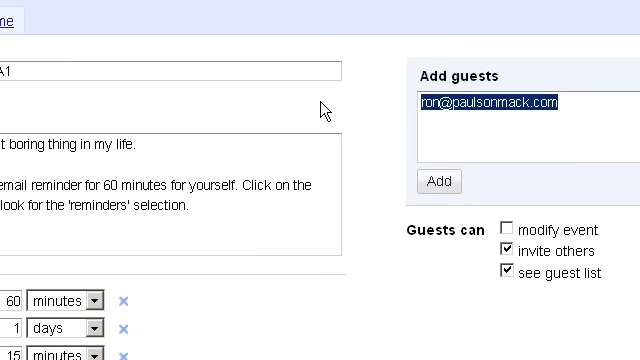 me
A1
t boring thing in my life.
email reminder for 60 minutes for yourself. Click on the
look for the 'reminders' selection.
60 minutes
1 days
15 minutes
Add guests
ron@paulsonmack.com
Add
Guests can
modify event
invite others
see guest list